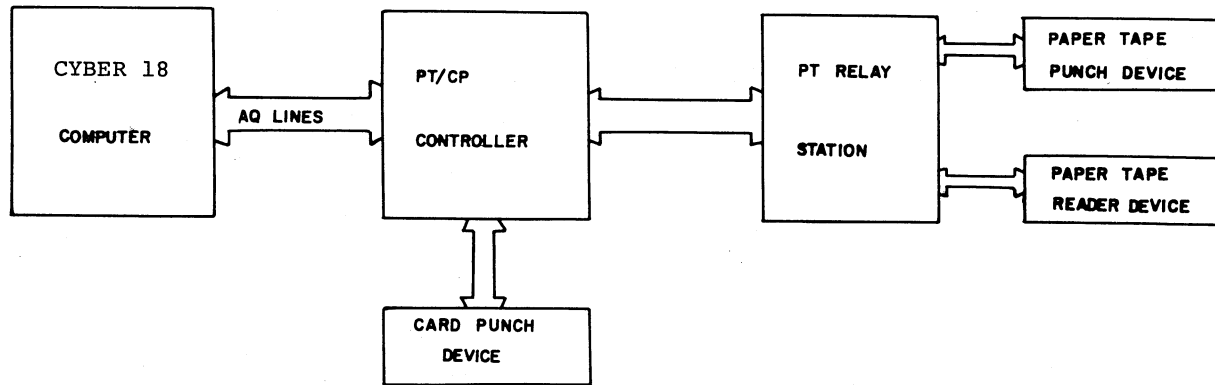 CYBER 18
COMPUTER
AQ LINES
PT/CP
CONTROLLER
PT RELAY
STATION
PAPER TAPE
PUNCH DEVICE
PAPER TAPE
READER DEVICE
CARD PUNCH
DEVICE